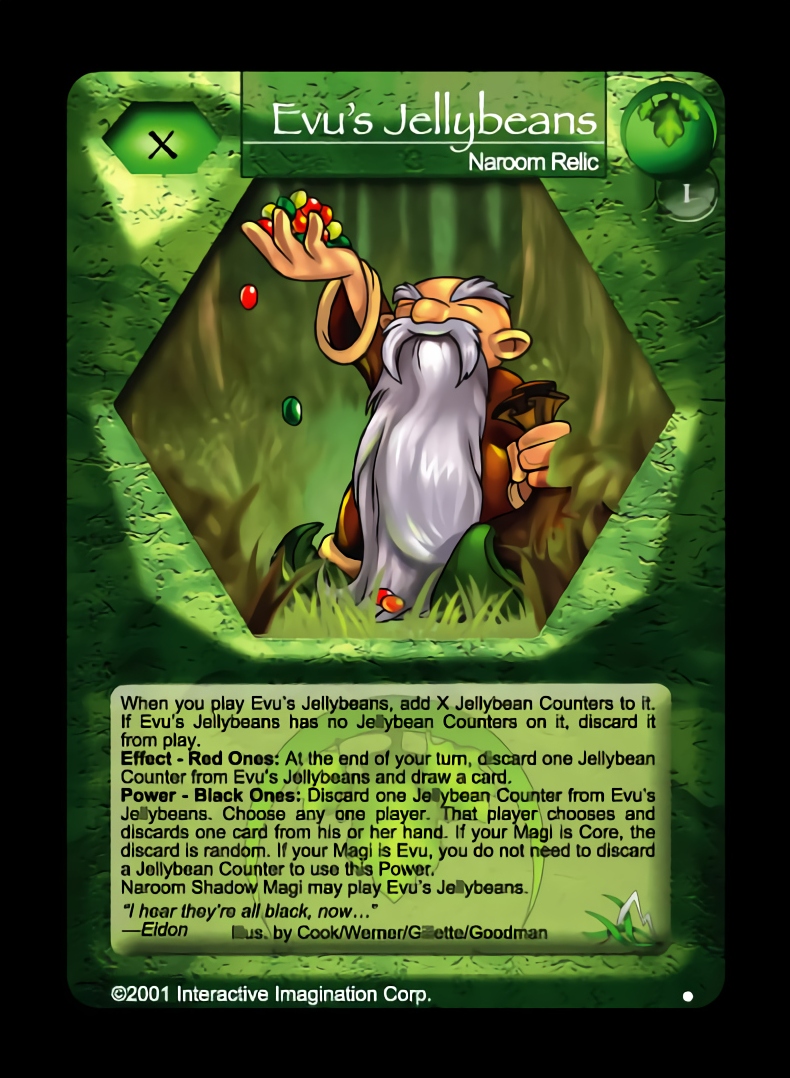 Evu's Jellybeans
X
Naroom Relic
I
When you play Evu's Jellybeans, add X Jellybean Counters to it.
If Evu's Jellybeans has no Jellybean Counters on it, discard it
from play.
Effect - Red Ones: At the end of your turn, discard one Jellybean
Counter from Evu's Jellybeans and draw a card.
Power - Black Ones: Discard one Jellybean Counter from Evu's
Jellybeans. Choose any one player. That player chooses and
discards one card from his or her hand. If your Magi is Core, the
discard is random. If your Magi is Evu, you do not need to discard
a Jellybean Counter to use this Power.
Naroom Shadow Magi may play Evu's Jellybeans.
"I hear they're all black, now..."
—Eidon Illus. by Cook/Werner/Gillette/Goodman
©2001 Interactive Imagination Corp.